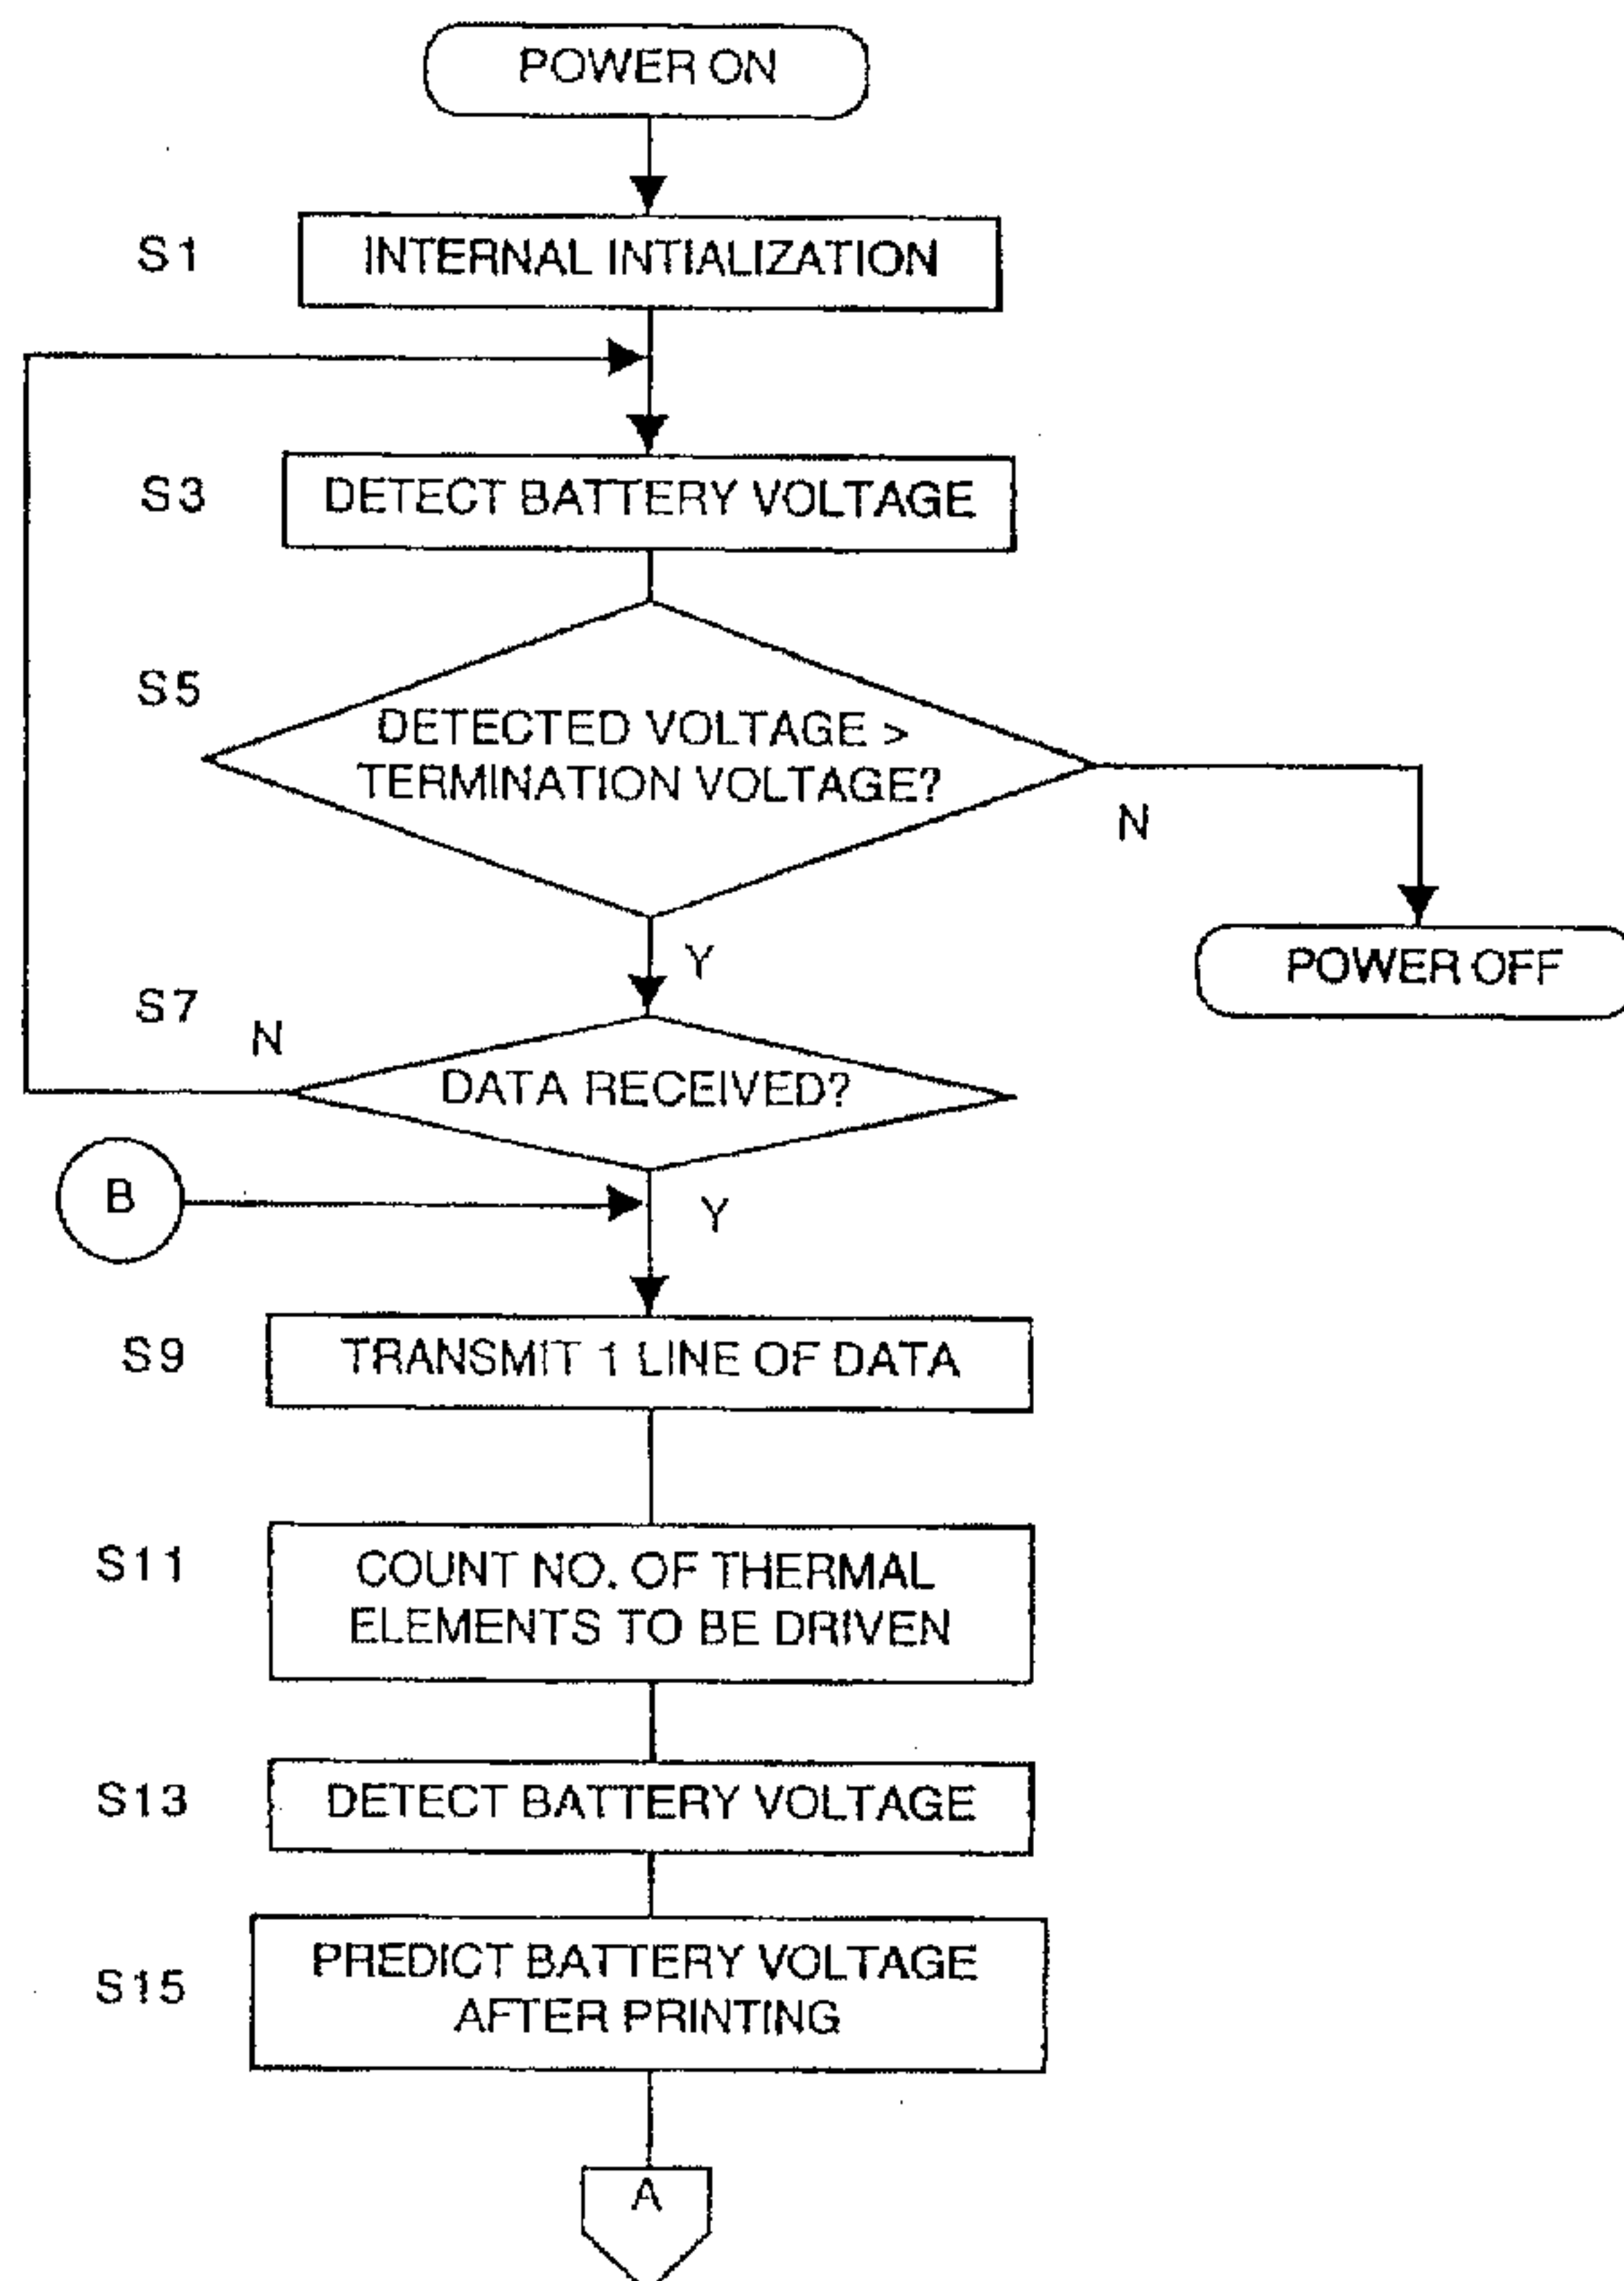 POWER ON
S1
INTERNAL INTIALIZATION
S3
DETECT BATTERY VOLTAGE
S5
DETECTED VOLTAGE >
TERMINATION VOLTAGE?
N
POWER OFF
Y
S7
N
DATA RECEIVED?
B
Y
S9
TRANSMIT 1 LINE OF DATA
S11
COUNT NO. OF THERMAL
ELEMENTS TO BE DRIVEN
S13
DETECT BATTERY VOLTAGE
S15
PREDICT BATTERY VOLTAGE
AFTER PRINTING
A